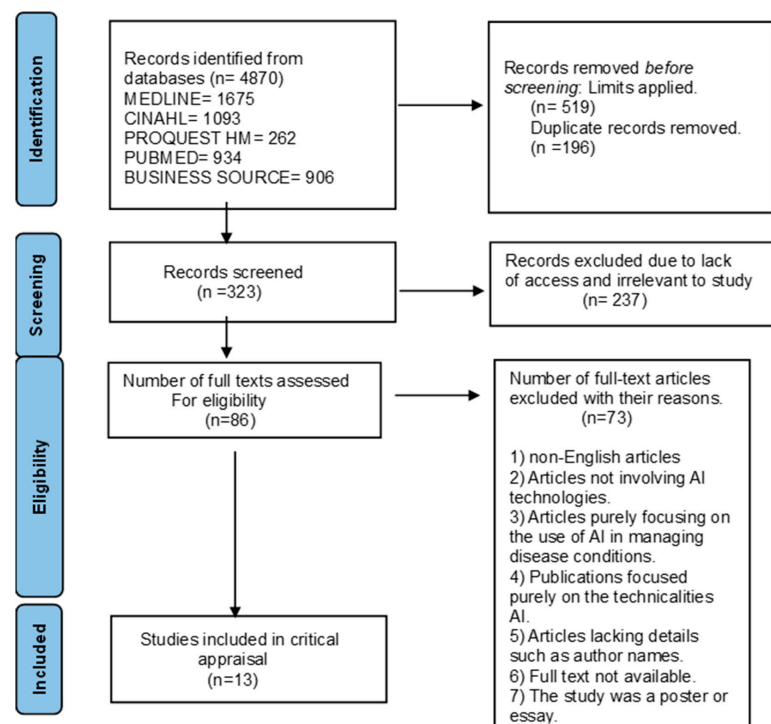 Identification
Records identified from
databases (n= 4870)
MEDLINE= 1675
CINAHL= 1093
PROQUEST HM = 262
PUBMED= 934
BUSINESS SOURCE= 906
Records removed before
screening: Limits applied.
(n= 519)
Duplicate records removed.
(n =196)
Screening
Records screened
(n =323)
Records excluded due to lack
of access and irrelevant to study
(n= 237)
Eligibility
Number of full texts assessed
For eligibility
(n=86)
Number of full-text articles
excluded with their reasons.
(n=73)
1) non-English articles
2) Articles not involving AI
technologies.
3) Articles purely focusing on
the use of AI in managing
disease conditions.
4) Publications focused
purely on the technicalities
AI.
5) Articles lacking details
such as author names.
6) Full text not available.
7) The study was a poster or
essay.
Included
Studies included in critical
appraisal
(n=13)